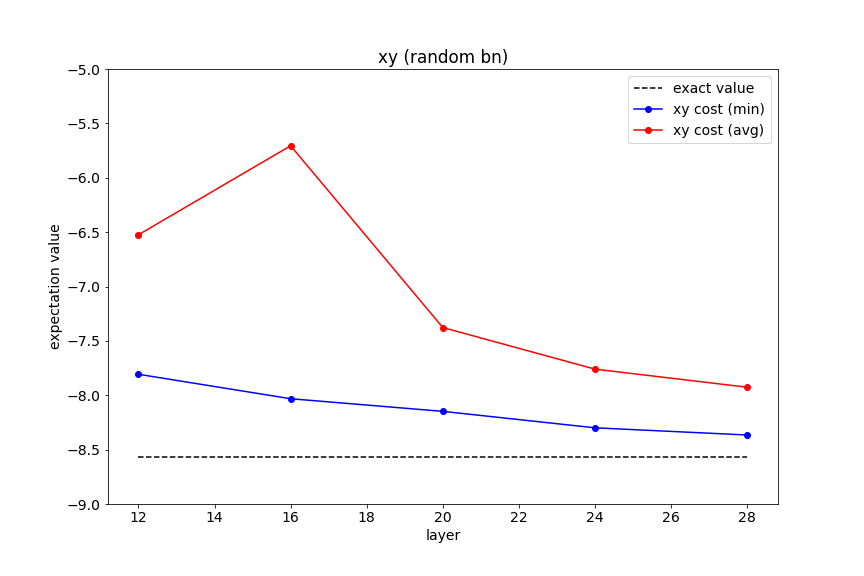 xy (random bn)
exact value
xy cost (min)
xy cost (avg)
expectation value
−5.0
−5.5
−6.0
−6.5
−7.0
−7.5
−8.0
−8.5
−9.0
12 14 16 18 20 22 24 26 28
layer